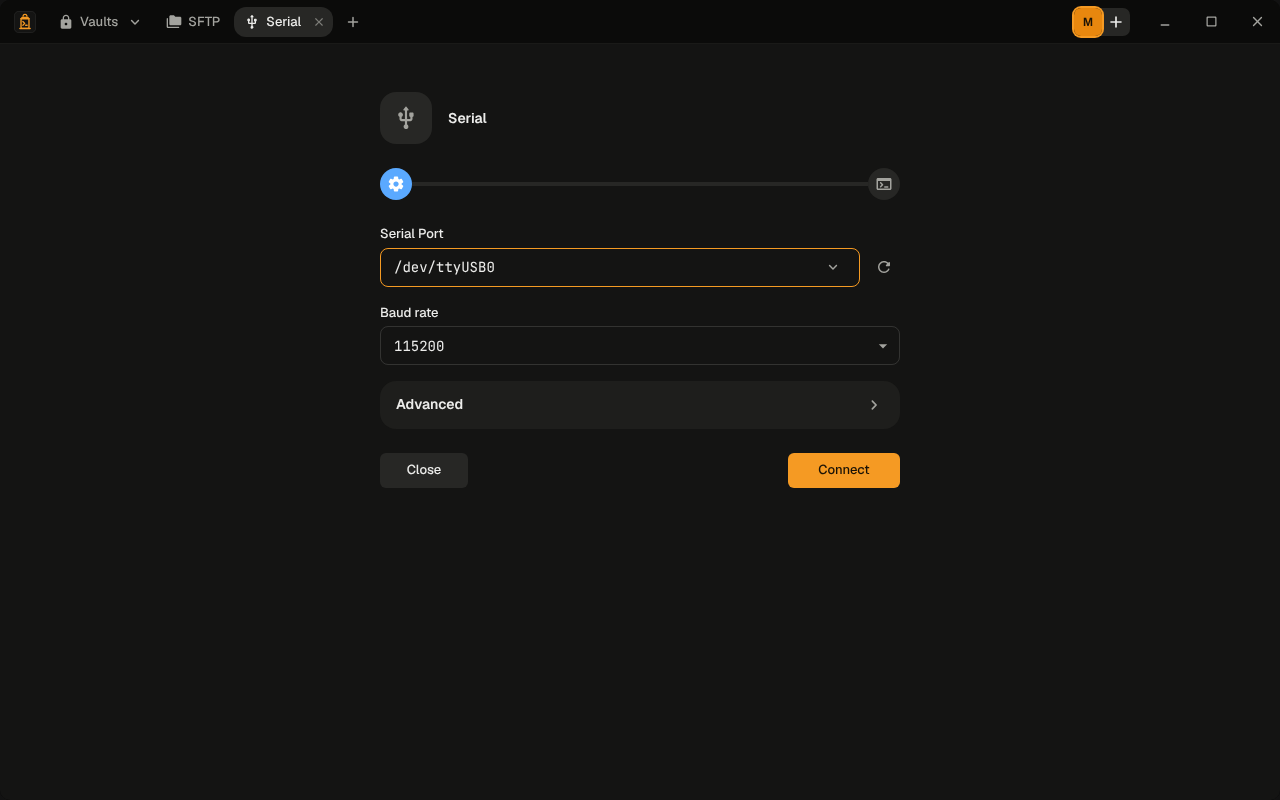 Vaults
SFTP
Serial
M
Serial
Serial Port
/dev/ttyUSB0
Baud rate
115200
Advanced
Close
Connect